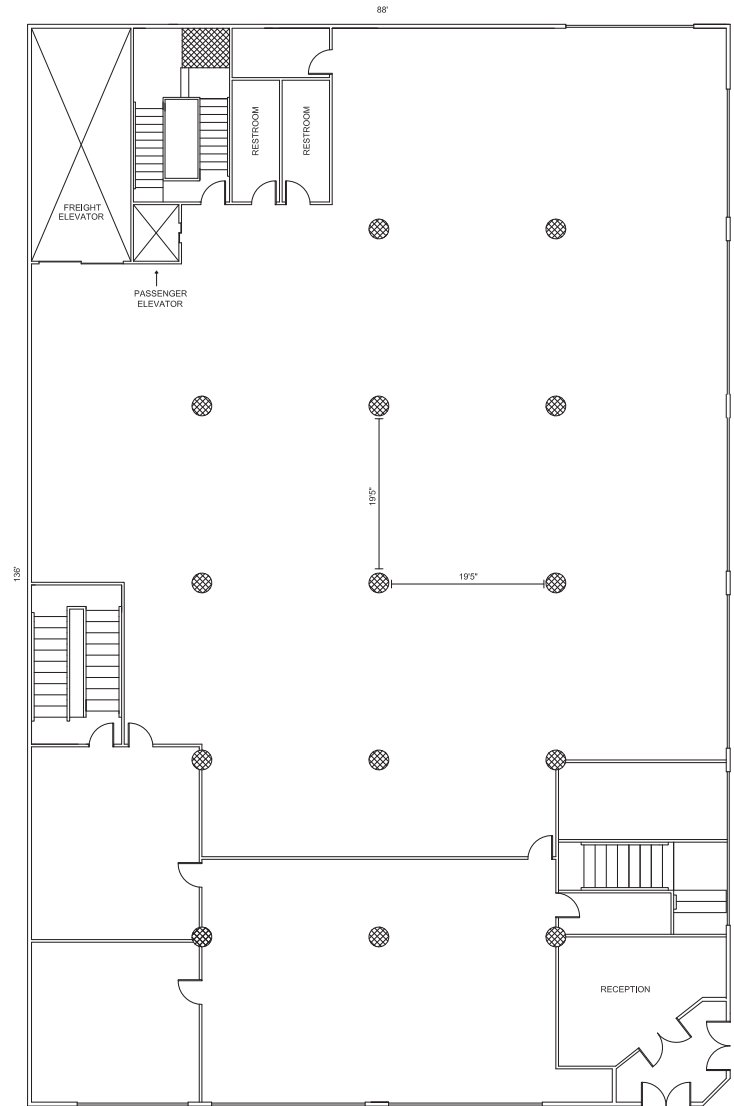 88'
RESTROOM
RESTROOM
FREIGHT
ELEVATOR
PASSENGER
ELEVATOR
19'5"
19'5"
136'
RECEPTION